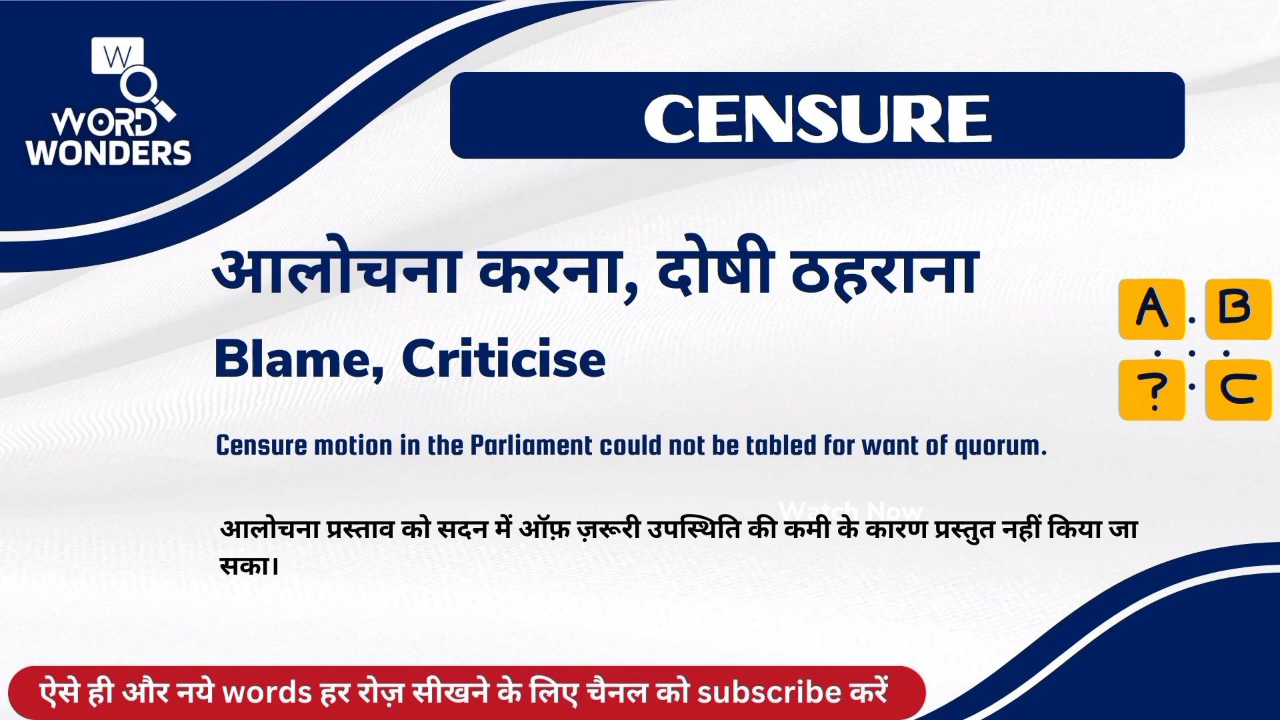 W
WORD
WONDERS
CENSURE
आलोचना करना, दोषी ठहराना
Blame, Criticise
A B
? C
Censure motion in the Parliament could not be tabled for want of quorum.
Watch Now
आलोचना प्रस्ताव को सदन में ऑफ़ ज़रूरी उपस्थिति की कमी के कारण प्रस्तुत नहीं किया जा
सका।
ऐसे ही और नये words हर रोज़ सीखने के लिए चैनल को subscribe करें